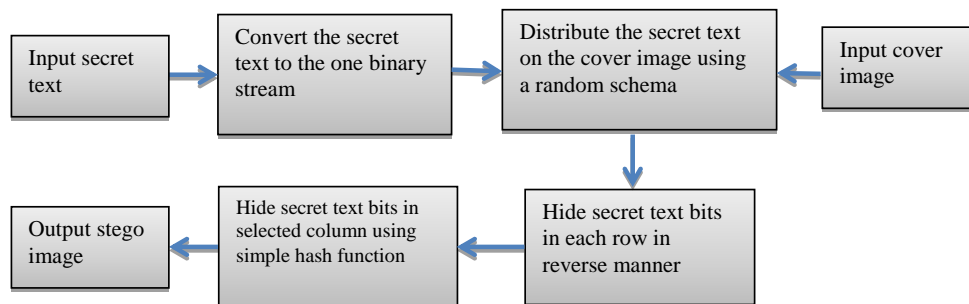 Input secret
text
Convert the secret
text to the one binary
stream
Distribute the secret text
on the cover image using
a random schema
Input cover
image
Output stego
image
Hide secret text bits in
selected column using
simple hash function
Hide secret text bits
in each row in
reverse manner